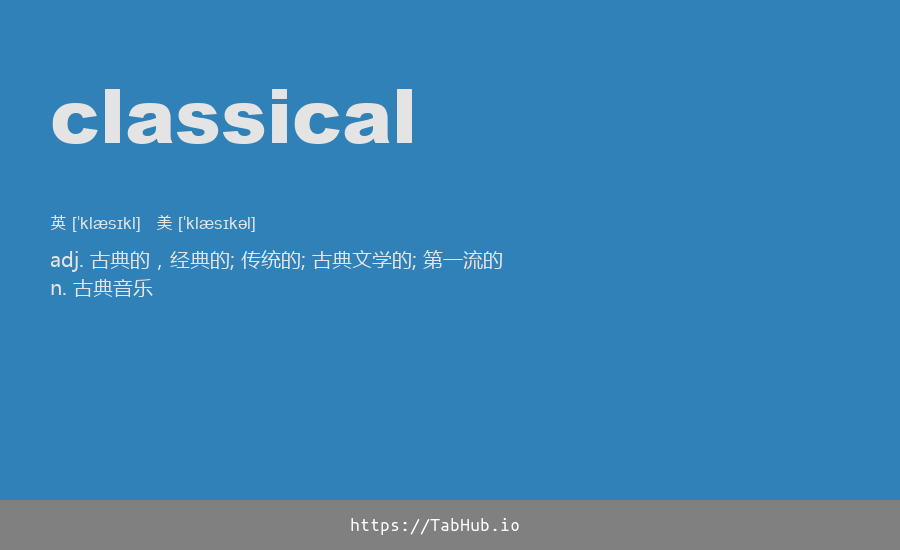 classical
英 [ˈklæsɪkl] 美 [ˈklæsɪkəl]
adj. 古典的，经典的; 传统的; 古典文学的; 第一流的
n. 古典音乐
https://TabHub.io